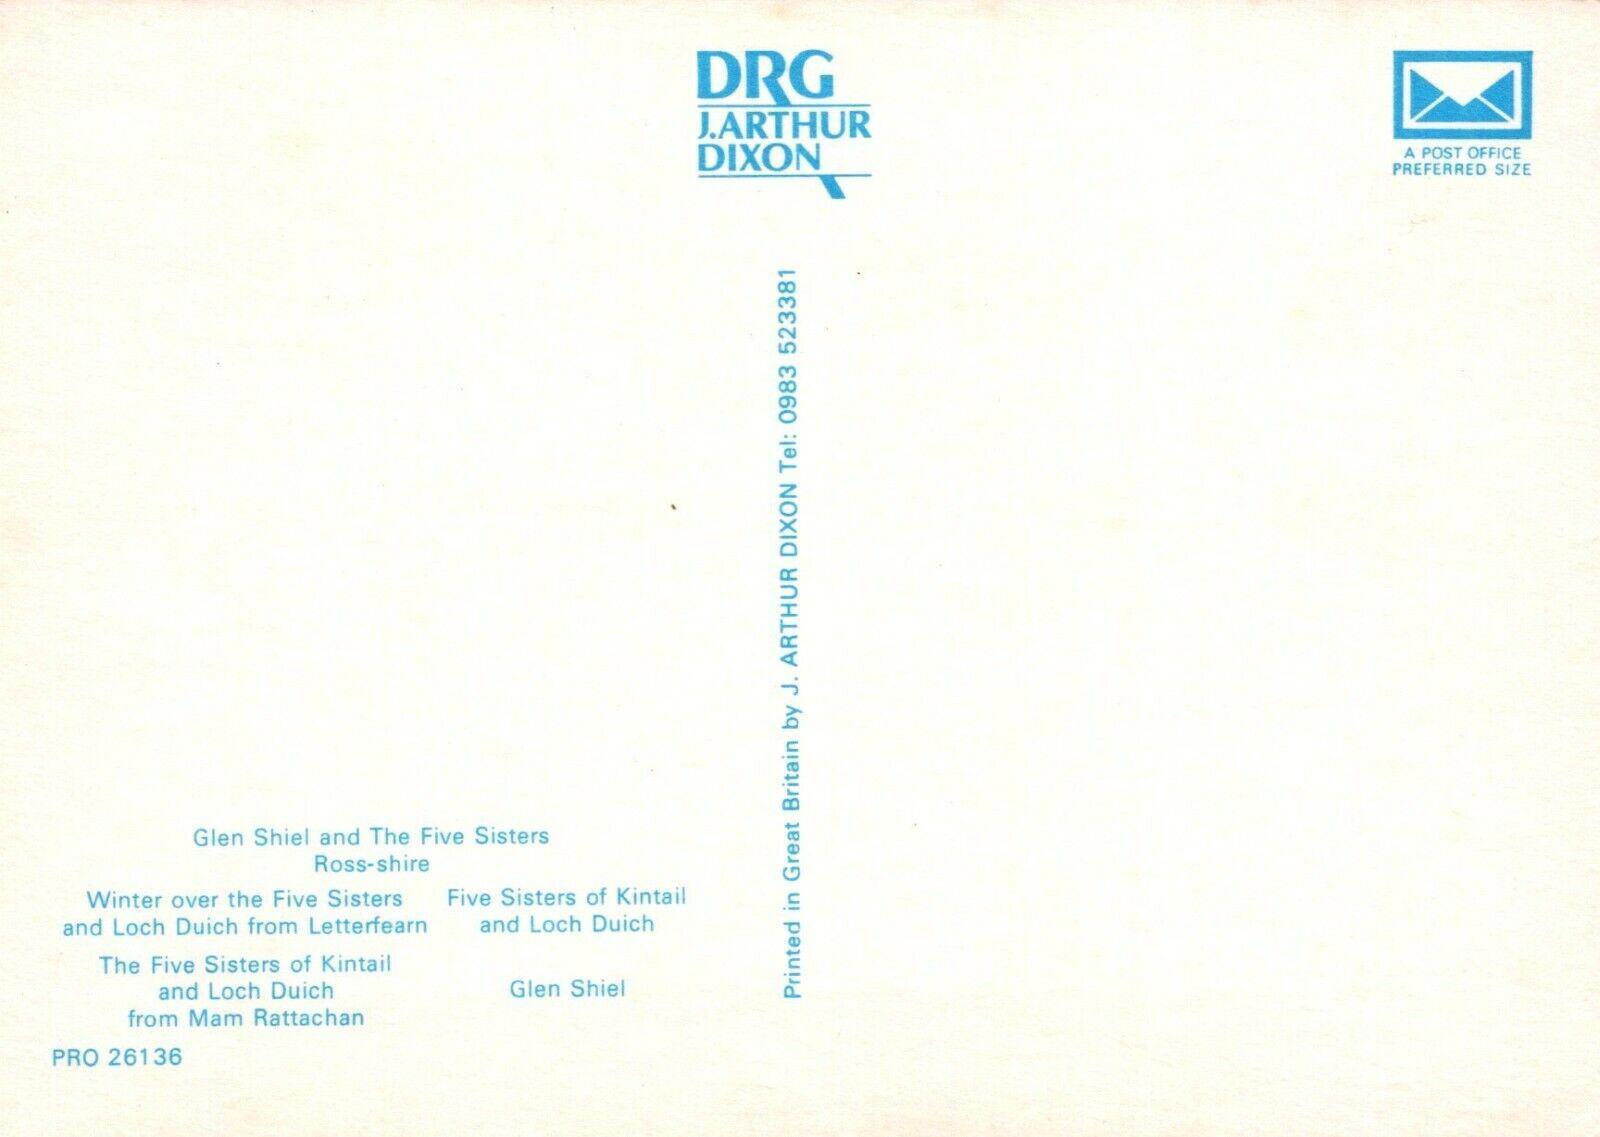 DRG
J.ARTHUR
DIXON
A POST OFFICE
PREFERRED SIZE
Printed in Great Britain by J. ARTHUR DIXON Tel: 0983 523381
Glen Shiel and The Five Sisters
Ross-shire
Winter over the Five Sisters
and Loch Duich from Letterfearn
Five Sisters of Kintail
and Loch Duich
The Five Sisters of Kintail
and Loch Duich
from Mam Rattachan
Glen Shiel
PRO 26136